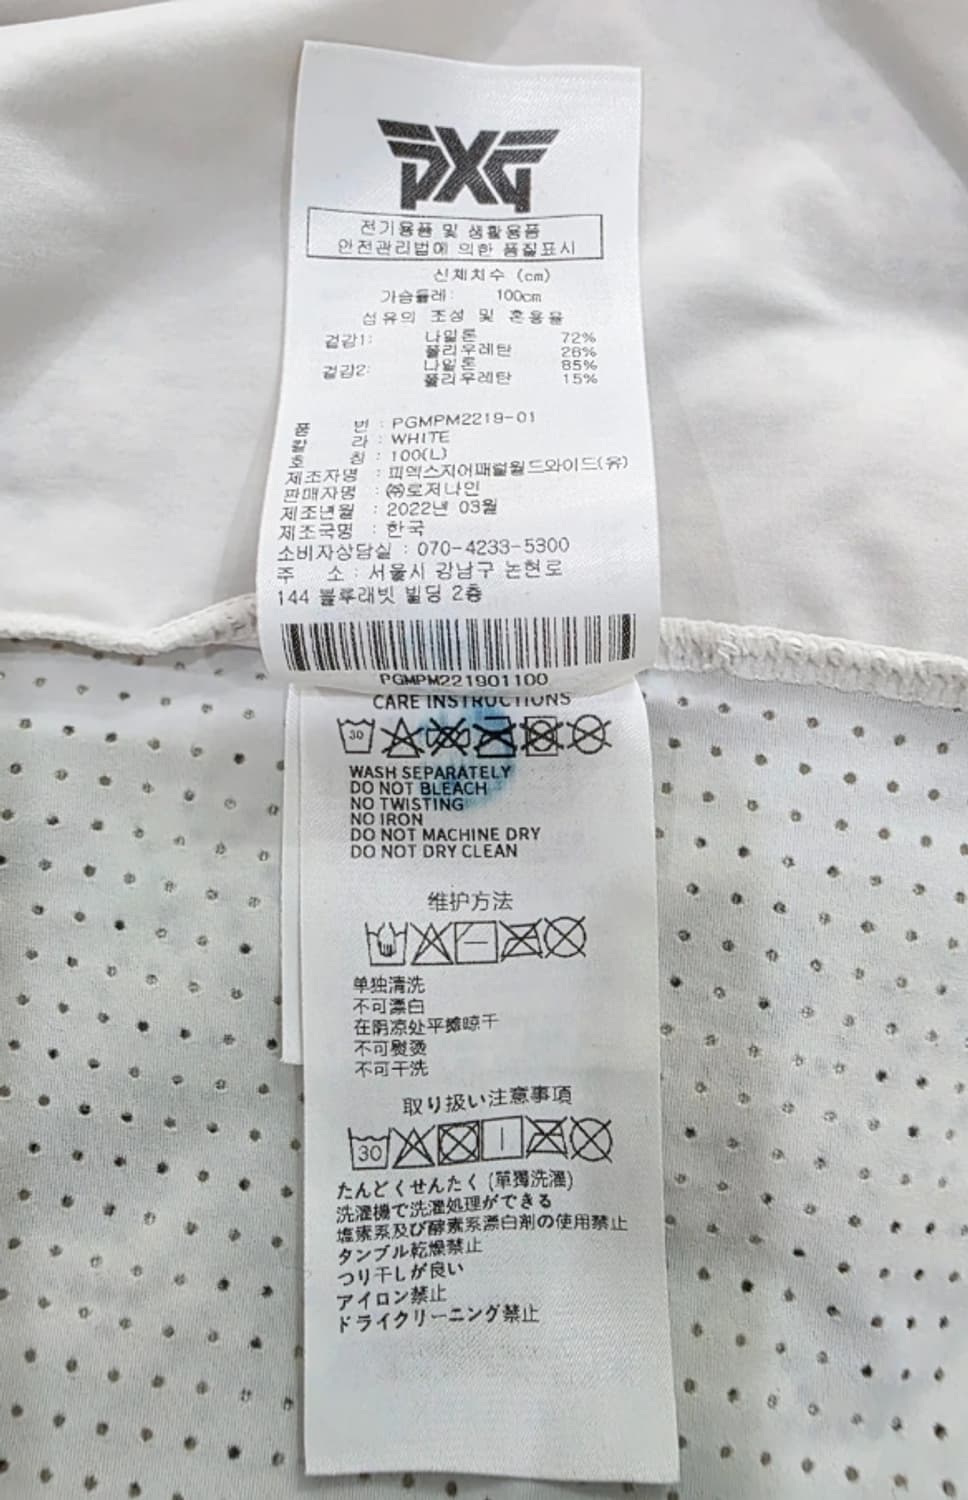 PXG
전기용품 및 생활용품
안전관리법에 의한 품질표시
신체치수 (cm)
가슴둘레: 100cm
섬유의 조성 및 혼용율
겉감1: 나일론 72%
폴리우레탄 28%
겉감2: 나일론 85%
폴리우레탄 15%
품 번 : PGMPM2219-01
칼 라 : WHITE
호 칭 : 100(L)
제조자명 : 피엑스지어패럴월드와이드(유)
판매자명 : ㈜로저나인
제조년월 : 2022년 03월
제조국명 : 한국
소비자상담실 : 070-4233-5300
주 소 : 서울시 강남구 논현로
144 블루래빗 빌딩 2층
PGMPM221901100
CARE INSTRUCTIONS
30
WASH SEPARATELY
DO NOT BLEACH
NO TWISTING
NO IRON
DO NOT MACHINE DRY
DO NOT DRY CLEAN
维护方法
单独清洗
不可漂白
在阴凉处平摊晾干
不可熨烫
不可干洗
取り扱い注意事項
30
たんどくせんたく (單獨洗濯)
洗濯機で洗濯処理ができる
塩素系及び酵素系漂白剤の使用禁止
タンブル乾燥禁止
つり干しが良い
アイロン禁止
ドライクリーニング禁止